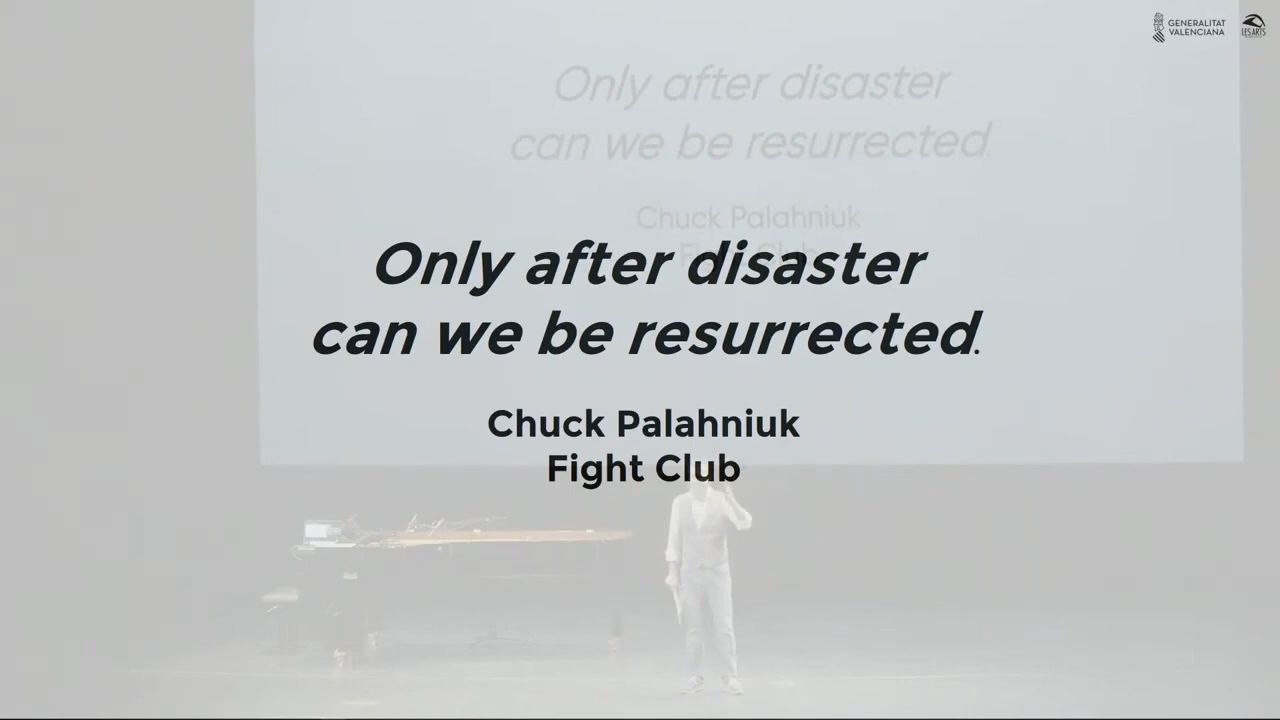 GENERALITAT
VALENCIANA
LES ARTS
Only after disaster
can we be resurrected.
Chuck Palahniuk
Only after disaster
can we be resurrected.
Chuck Palahniuk
Fight Club